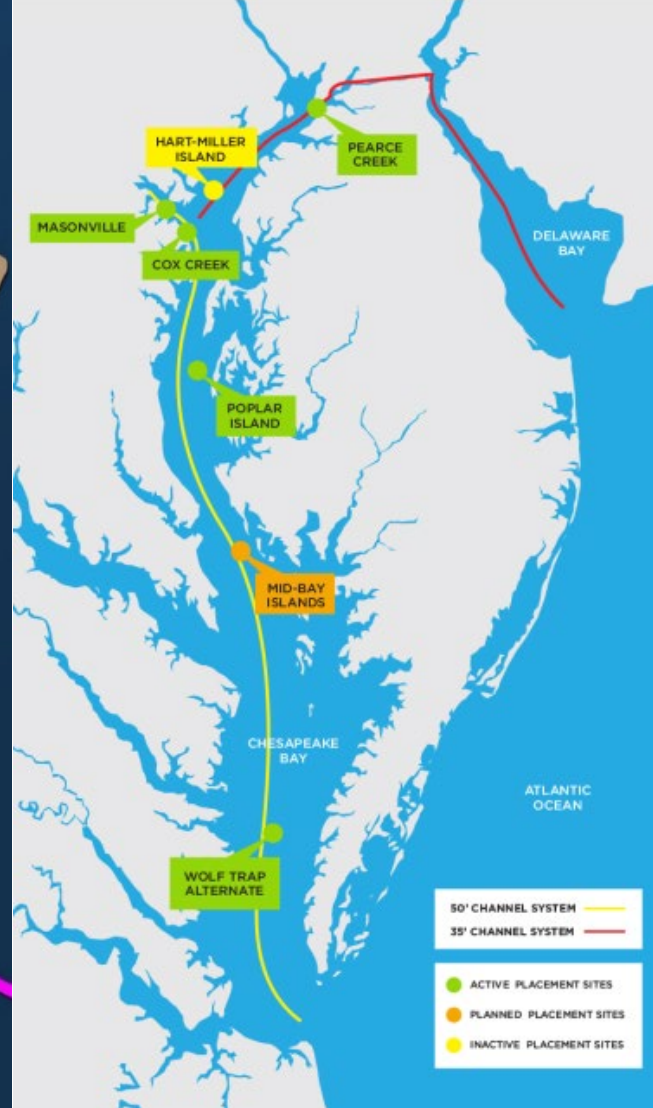 HART-MILLER
ISLAND
PEARCE
CREEK
MASONVILLE
COX CREEK
DELAWARE
BAY
POPLAR
ISLAND
MID-BAY
ISLANDS
CHESAPEAKE
BAY
ATLANTIC
OCEAN
WOLF TRAP
ALTERNATE
50' CHANNEL SYSTEM
35' CHANNEL SYSTEM
ACTIVE PLACEMENT SITES
PLANNED PLACEMENT SITES
INACTIVE PLACEMENT SITES